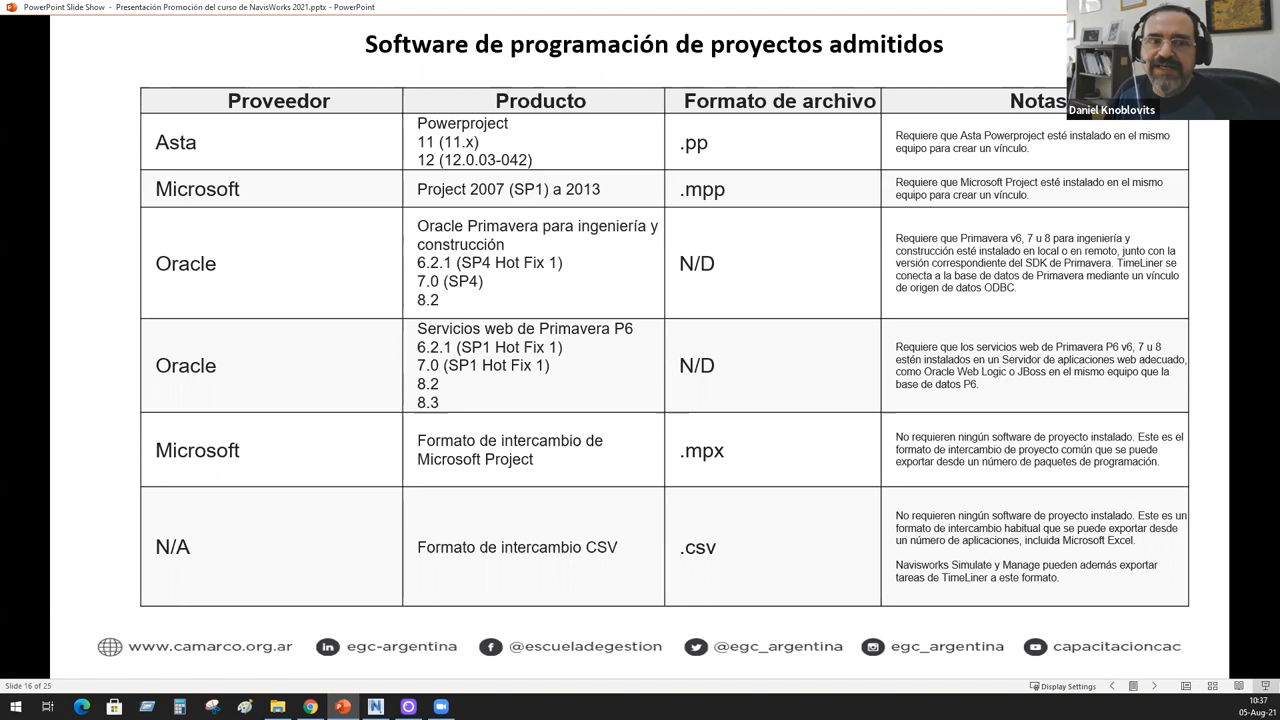 PowerPoint Slide Show - Presentación Promoción del curso de NavisWorks 2021.pptx - PowerPoint
Software de programación de proyectos admitidos
Daniel Knoblovits
Proveedor
Producto
Formato de archivo
Notas
Asta
Powerproject
11 (11.x)
12 (12.0.03-042)
.pp
Requiere que Asta Powerproject esté instalado en el mismo
equipo para crear un vínculo.
Microsoft
Project 2007 (SP1) a 2013
.mpp
Requiere que Microsoft Project esté instalado en el mismo
equipo para crear un vínculo.
Oracle
Oracle Primavera para ingeniería y
construcción
6.2.1 (SP4 Hot Fix 1)
7.0 (SP4)
8.2
N/D
Requiere que Primavera v6, 7 u 8 para ingeniería y
construcción esté instalado en local o en remoto, junto con la
versión correspondiente del SDK de Primavera. TimeLiner se
conecta a la base de datos de Primavera mediante un vínculo
de origen de datos ODBC.
Oracle
Servicios web de Primavera P6
6.2.1 (SP1 Hot Fix 1)
7.0 (SP1 Hot Fix 1)
8.2
8.3
N/D
Requiere que los servicios web de Primavera P6 v6, 7 u 8
estén instalados en un Servidor de aplicaciones web adecuado,
como Oracle Web Logic o JBoss en el mismo equipo que la
base de datos P6.
Microsoft
Formato de intercambio de
Microsoft Project
.mpx
No requieren ningún software de proyecto instalado. Este es el
formato de intercambio de proyecto común que se puede
exportar desde un número de paquetes de programación.
N/A
Formato de intercambio CSV
.csv
No requieren ningún software de proyecto instalado. Este es un
formato de intercambio habitual que se puede exportar desde
un número de aplicaciones, incluida Microsoft Excel.
Navisworks Simulate y Manage pueden además exportar
tareas de TimeLiner a este formato.
www.camarco.org.ar
in egc-argentina
@escueladegestion
@egc_argentina
egc_argentina
capacitacioncac
Slide 16 of 25
Display Settings
10:37
05-Aug-21